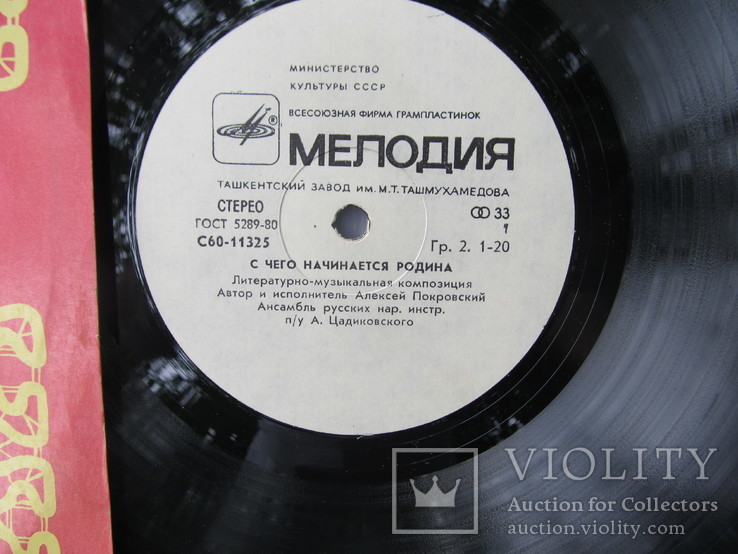 МИНИСТЕРСТВО
КУЛЬТУРЫ СССР
ВСЕСОЮЗНАЯ ФИРМА ГРАМПЛАСТИНОК
®
МЕЛОДИЯ
ТАШКЕНТСКИЙ ЗАВОД ИМ. М.Т. ТАШМУХАМЕДОВА
СТЕРЕО 33
ГОСТ 5289-80 1
С60-11325 Гр. 2. 1-20
С ЧЕГО НАЧИНАЕТСЯ РОДИНА
Литературно-музыкальная композиция
Автор и исполнитель Алексей Покровский
Ансамбль русских нар. инстр.
п/у А. Цадиковского
VIOLITY
Auction for Collectors
auction.violity.com